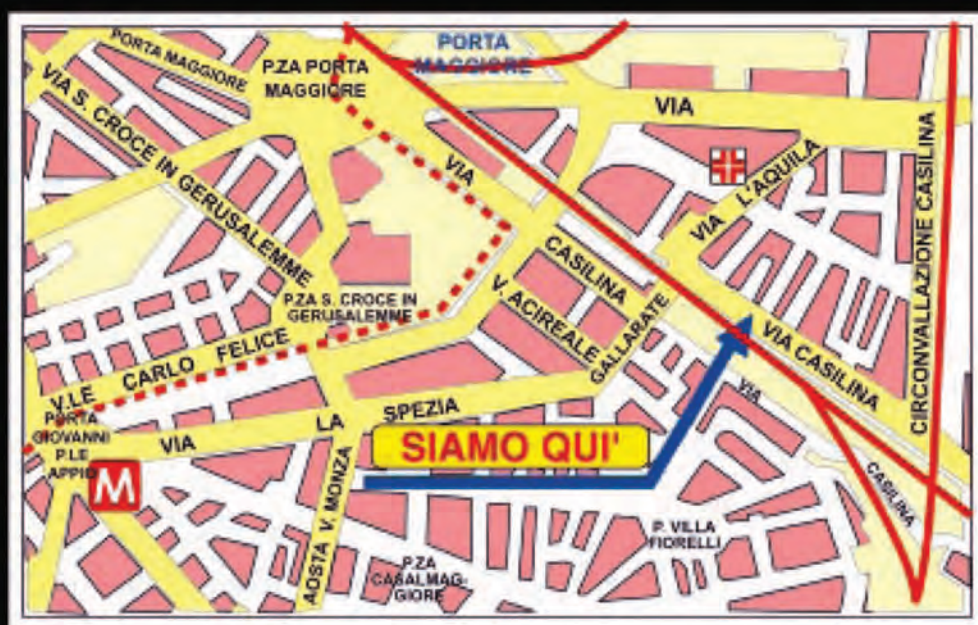 PORTA MAGGIORE
P.ZA PORTA
MAGGIORE
PORTA
MAGGIORE
VIA
VIA S. CROCE IN GERUSALEMME
VIA
VIA L'AQUILA
CIRCONVALLAZIONE CASILINA
CASILINA
V. ACIREALE
GALLARATE
P.ZA S. CROCE IN
GERUSALEMME
V.LE CARLO FELICE
VIA CASILINA
VIA
PORTA
GIOVANNI
P.LE
APPIO
VIA LA SPEZIA
SIAMO QUI'
M
AOSTA V. MONZA
CASILINA
P. VILLA
FIORELLI
P.ZA
CASALMAG-
GIORE